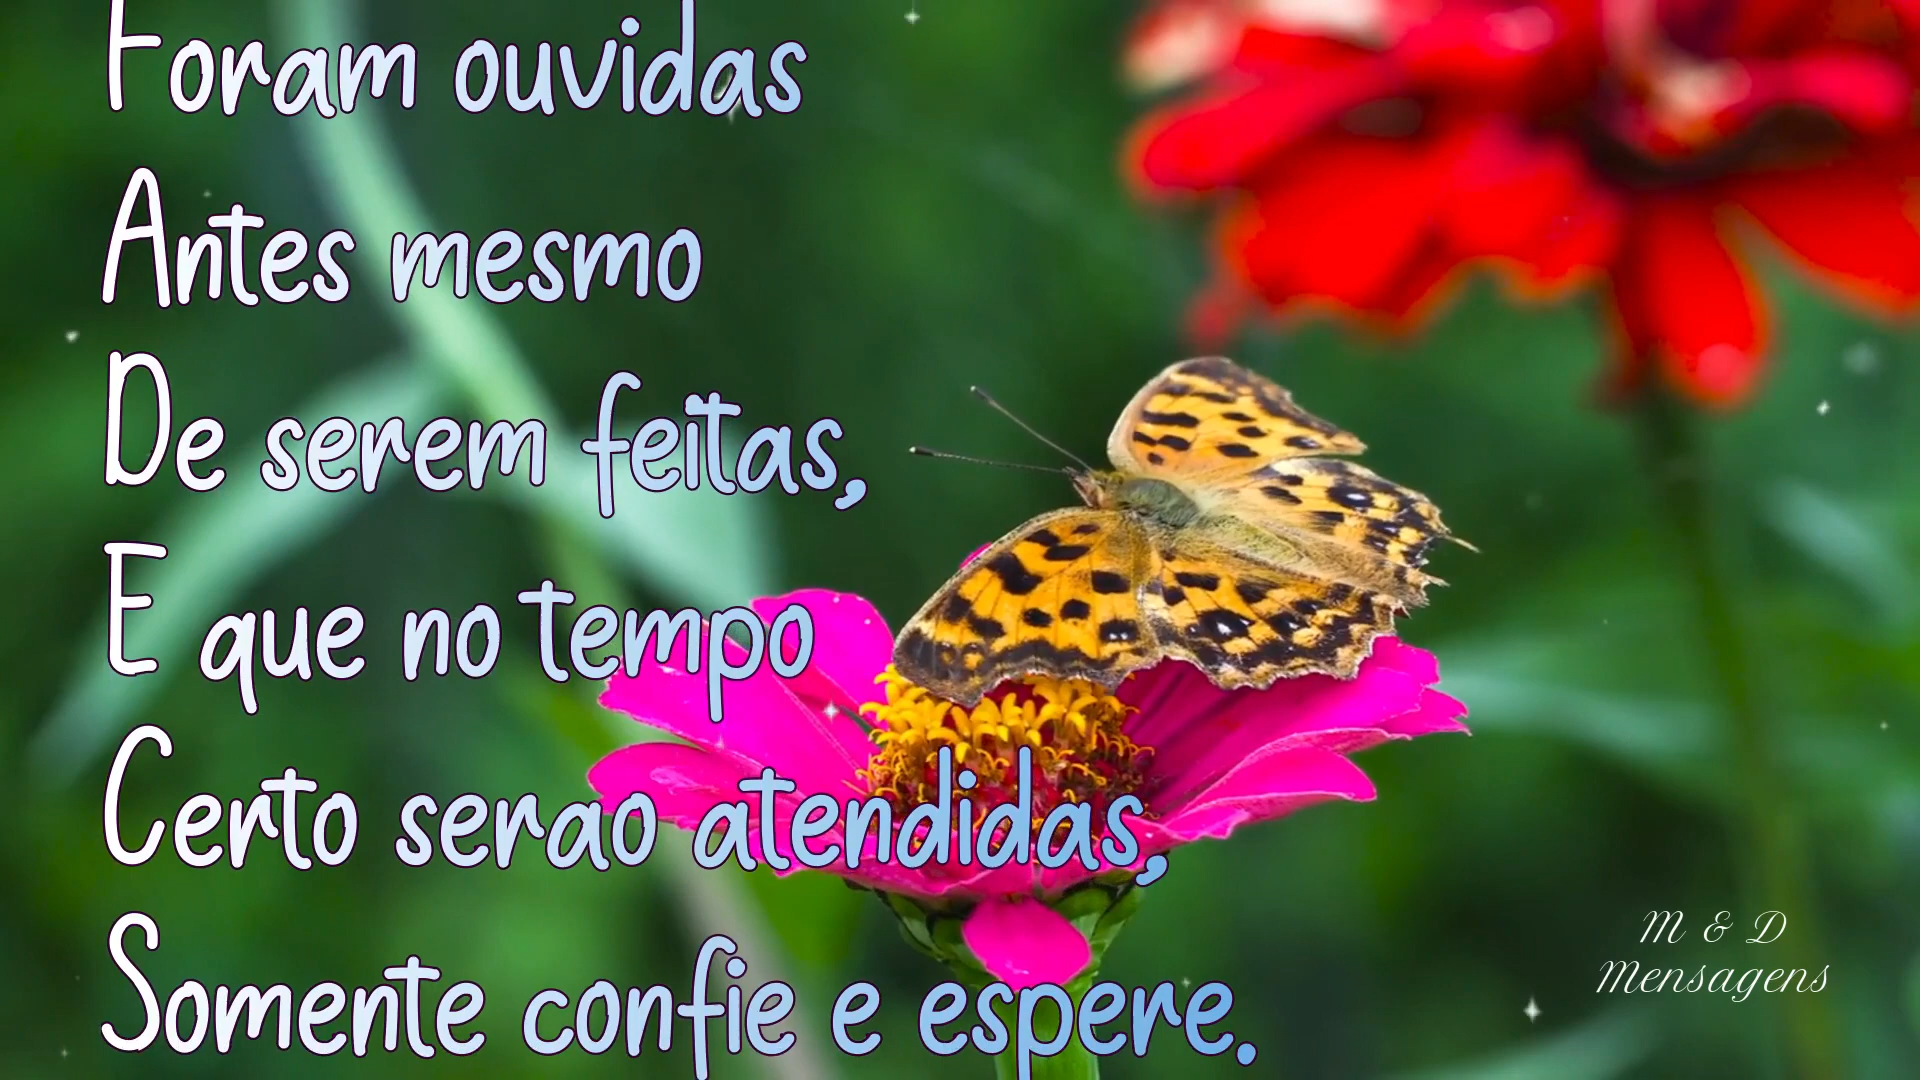 Foram ouvidas
Antes mesmo
De serem feitas,
E que no tempo
Certo serao atendidas,
Somente confie e espere.
M & D
Mensagens